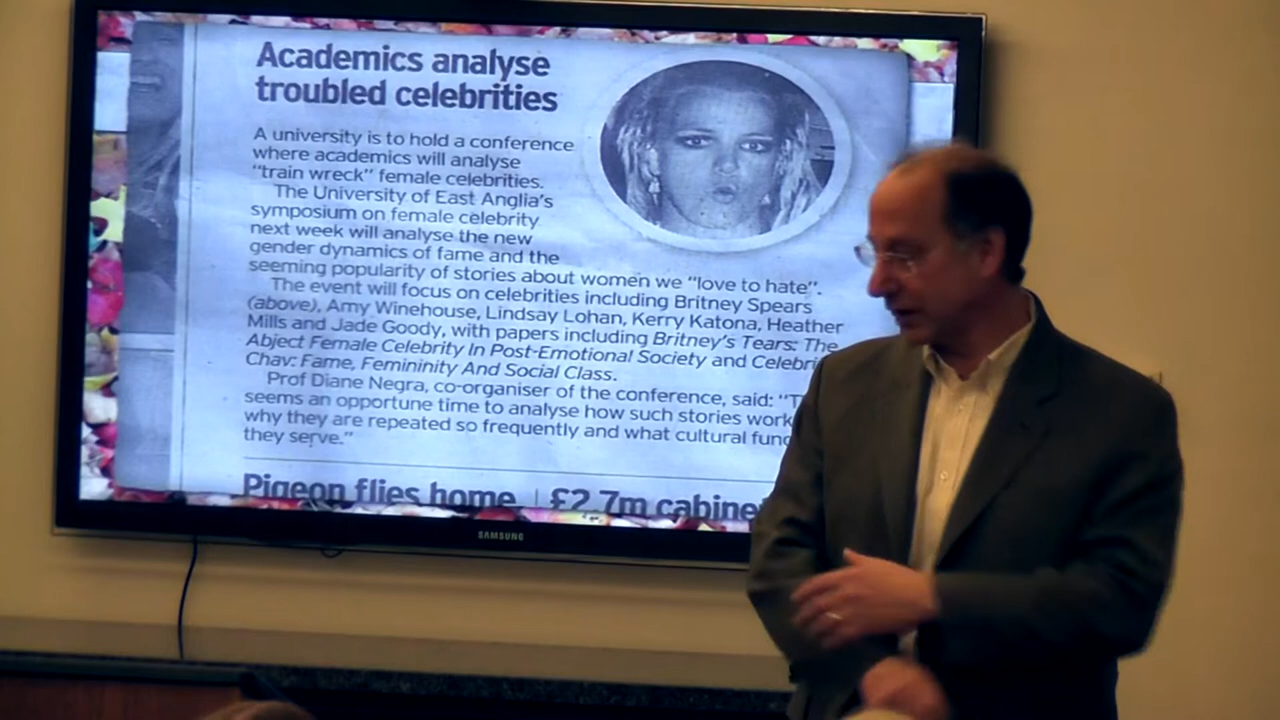 Academics analyse
troubled celebrities
A university is to hold a conference
where academics will analyse
"train wreck" female celebrities.
The University of East Anglia's
symposium on female celebrity
next week will analyse the new
gender dynamics of fame and the
seeming popularity of stories about women we "love to hate".
The event will focus on celebrities including Britney Spears
(above), Amy Winehouse, Lindsay Lohan, Kerry Katona, Heather
Mills and Jade Goody, with papers including Britney's Tears: The
Abject Female Celebrity In Post-Emotional Society and
Chav: Fame, Femininity And Social Class.
Prof Diane Negra, co-organiser of the conference, said:
seems an opportune time to analyse how such stories work
why they are repeated so frequently and what cultural
they serve."
Pigeon flies home £2.7m
SAMSUNG